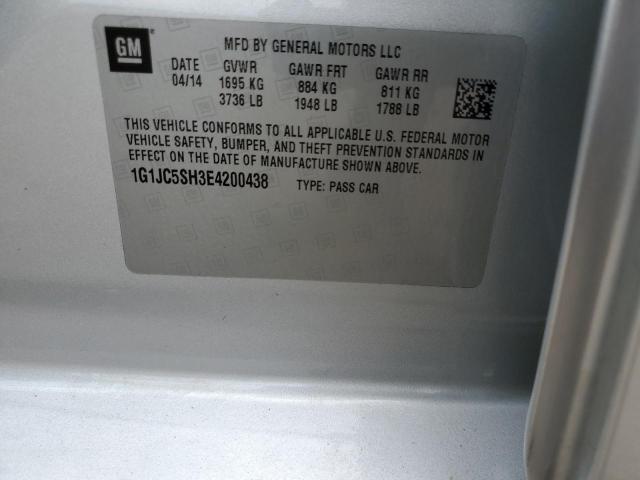 GM
MFD BY GENERAL MOTORS LLC
DATE GVWR GAWR FRT GAWR RR
04/14 1695 KG 884 KG 811 KG
3736 LB 1948 LB 1788 LB
THIS VEHICLE CONFORMS TO ALL APPLICABLE U.S. FEDERAL MOTOR
VEHICLE SAFETY, BUMPER, AND THEFT PREVENTION STANDARDS IN
EFFECT ON THE DATE OF MANUFACTURE SHOWN ABOVE.
1G1JC5SH3E4200438 TYPE: PASS CAR